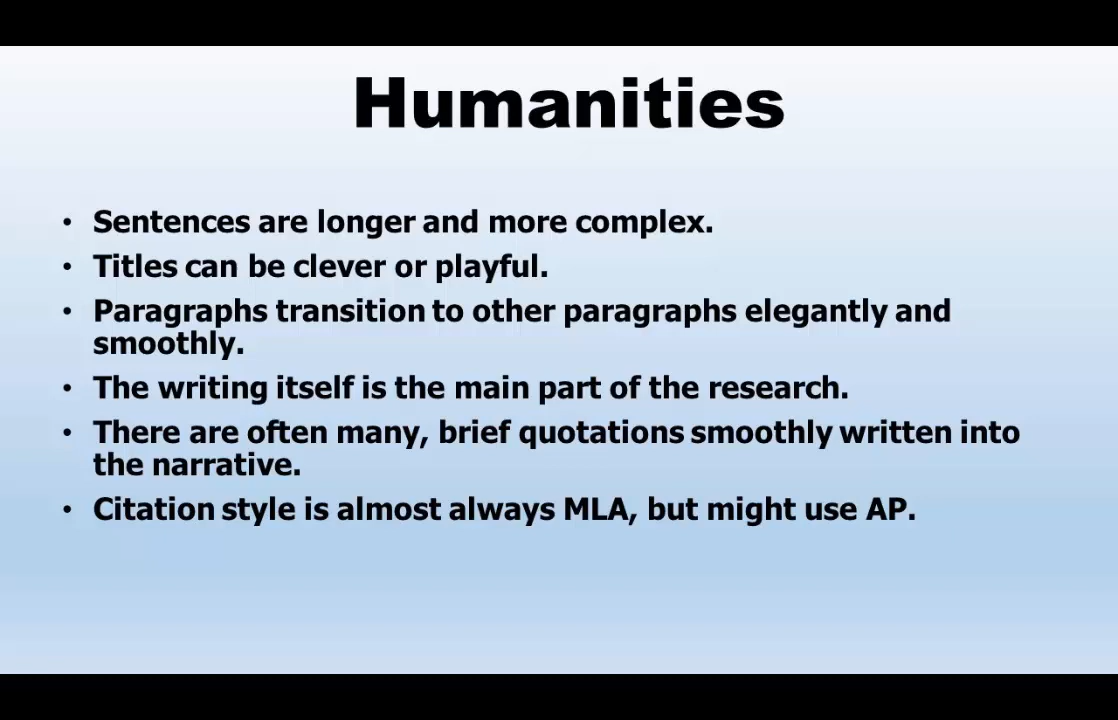 Humanities
• Sentences are longer and more complex.
• Titles can be clever or playful.
• Paragraphs transition to other paragraphs elegantly and
smoothly.
• The writing itself is the main part of the research.
• There are often many, brief quotations smoothly written into
the narrative.
• Citation style is almost always MLA, but might use AP.